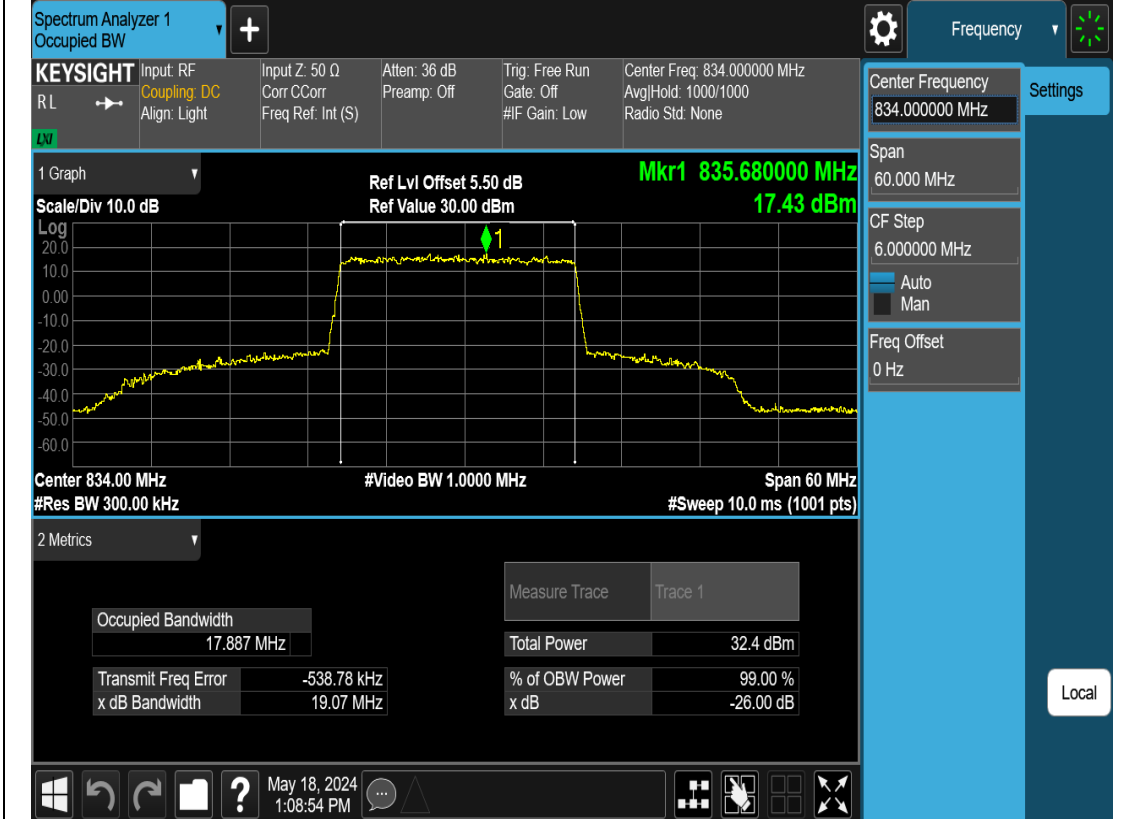 Spectrum Analyzer 1
Occupied BW
+
Frequency
KEYSIGHT
RL
LXI
Input: RF
Coupling: DC
Align: Light
Input Z: 50 Ω
Corr CCorr
Freq Ref: Int (S)
Atten: 36 dB
Preamp: Off
Trig: Free Run
Gate: Off
#IF Gain: Low
Center Freq: 834.000000 MHz
Avg|Hold: 1000/1000
Radio Std: None
Center Frequency
834.000000 MHz
Settings
Span
60.000 MHz
CF Step
6.000000 MHz
Auto
Man
Freq Offset
0 Hz
Local
1 Graph
Scale/Div 10.0 dB
Ref Lvl Offset 5.50 dB
Ref Value 30.00 dBm
Mkr1 835.680000 MHz
17.43 dBm
Log
1
20.0
10.0
0.00
-10.0
-20.0
-30.0
-40.0
-50.0
-60.0
Center 834.00 MHz
#Video BW 1.0000 MHz
Span 60 MHz
#Res BW 300.00 kHz
#Sweep 10.0 ms (1001 pts)
2 Metrics
Measure Trace Trace 1
Occupied Bandwidth
17.887 MHz
Total Power 32.4 dBm
Transmit Freq Error -538.78 kHz
% of OBW Power 99.00 %
x dB Bandwidth 19.07 MHz
x dB -26.00 dB
?
May 18, 2024
1:08:54 PM